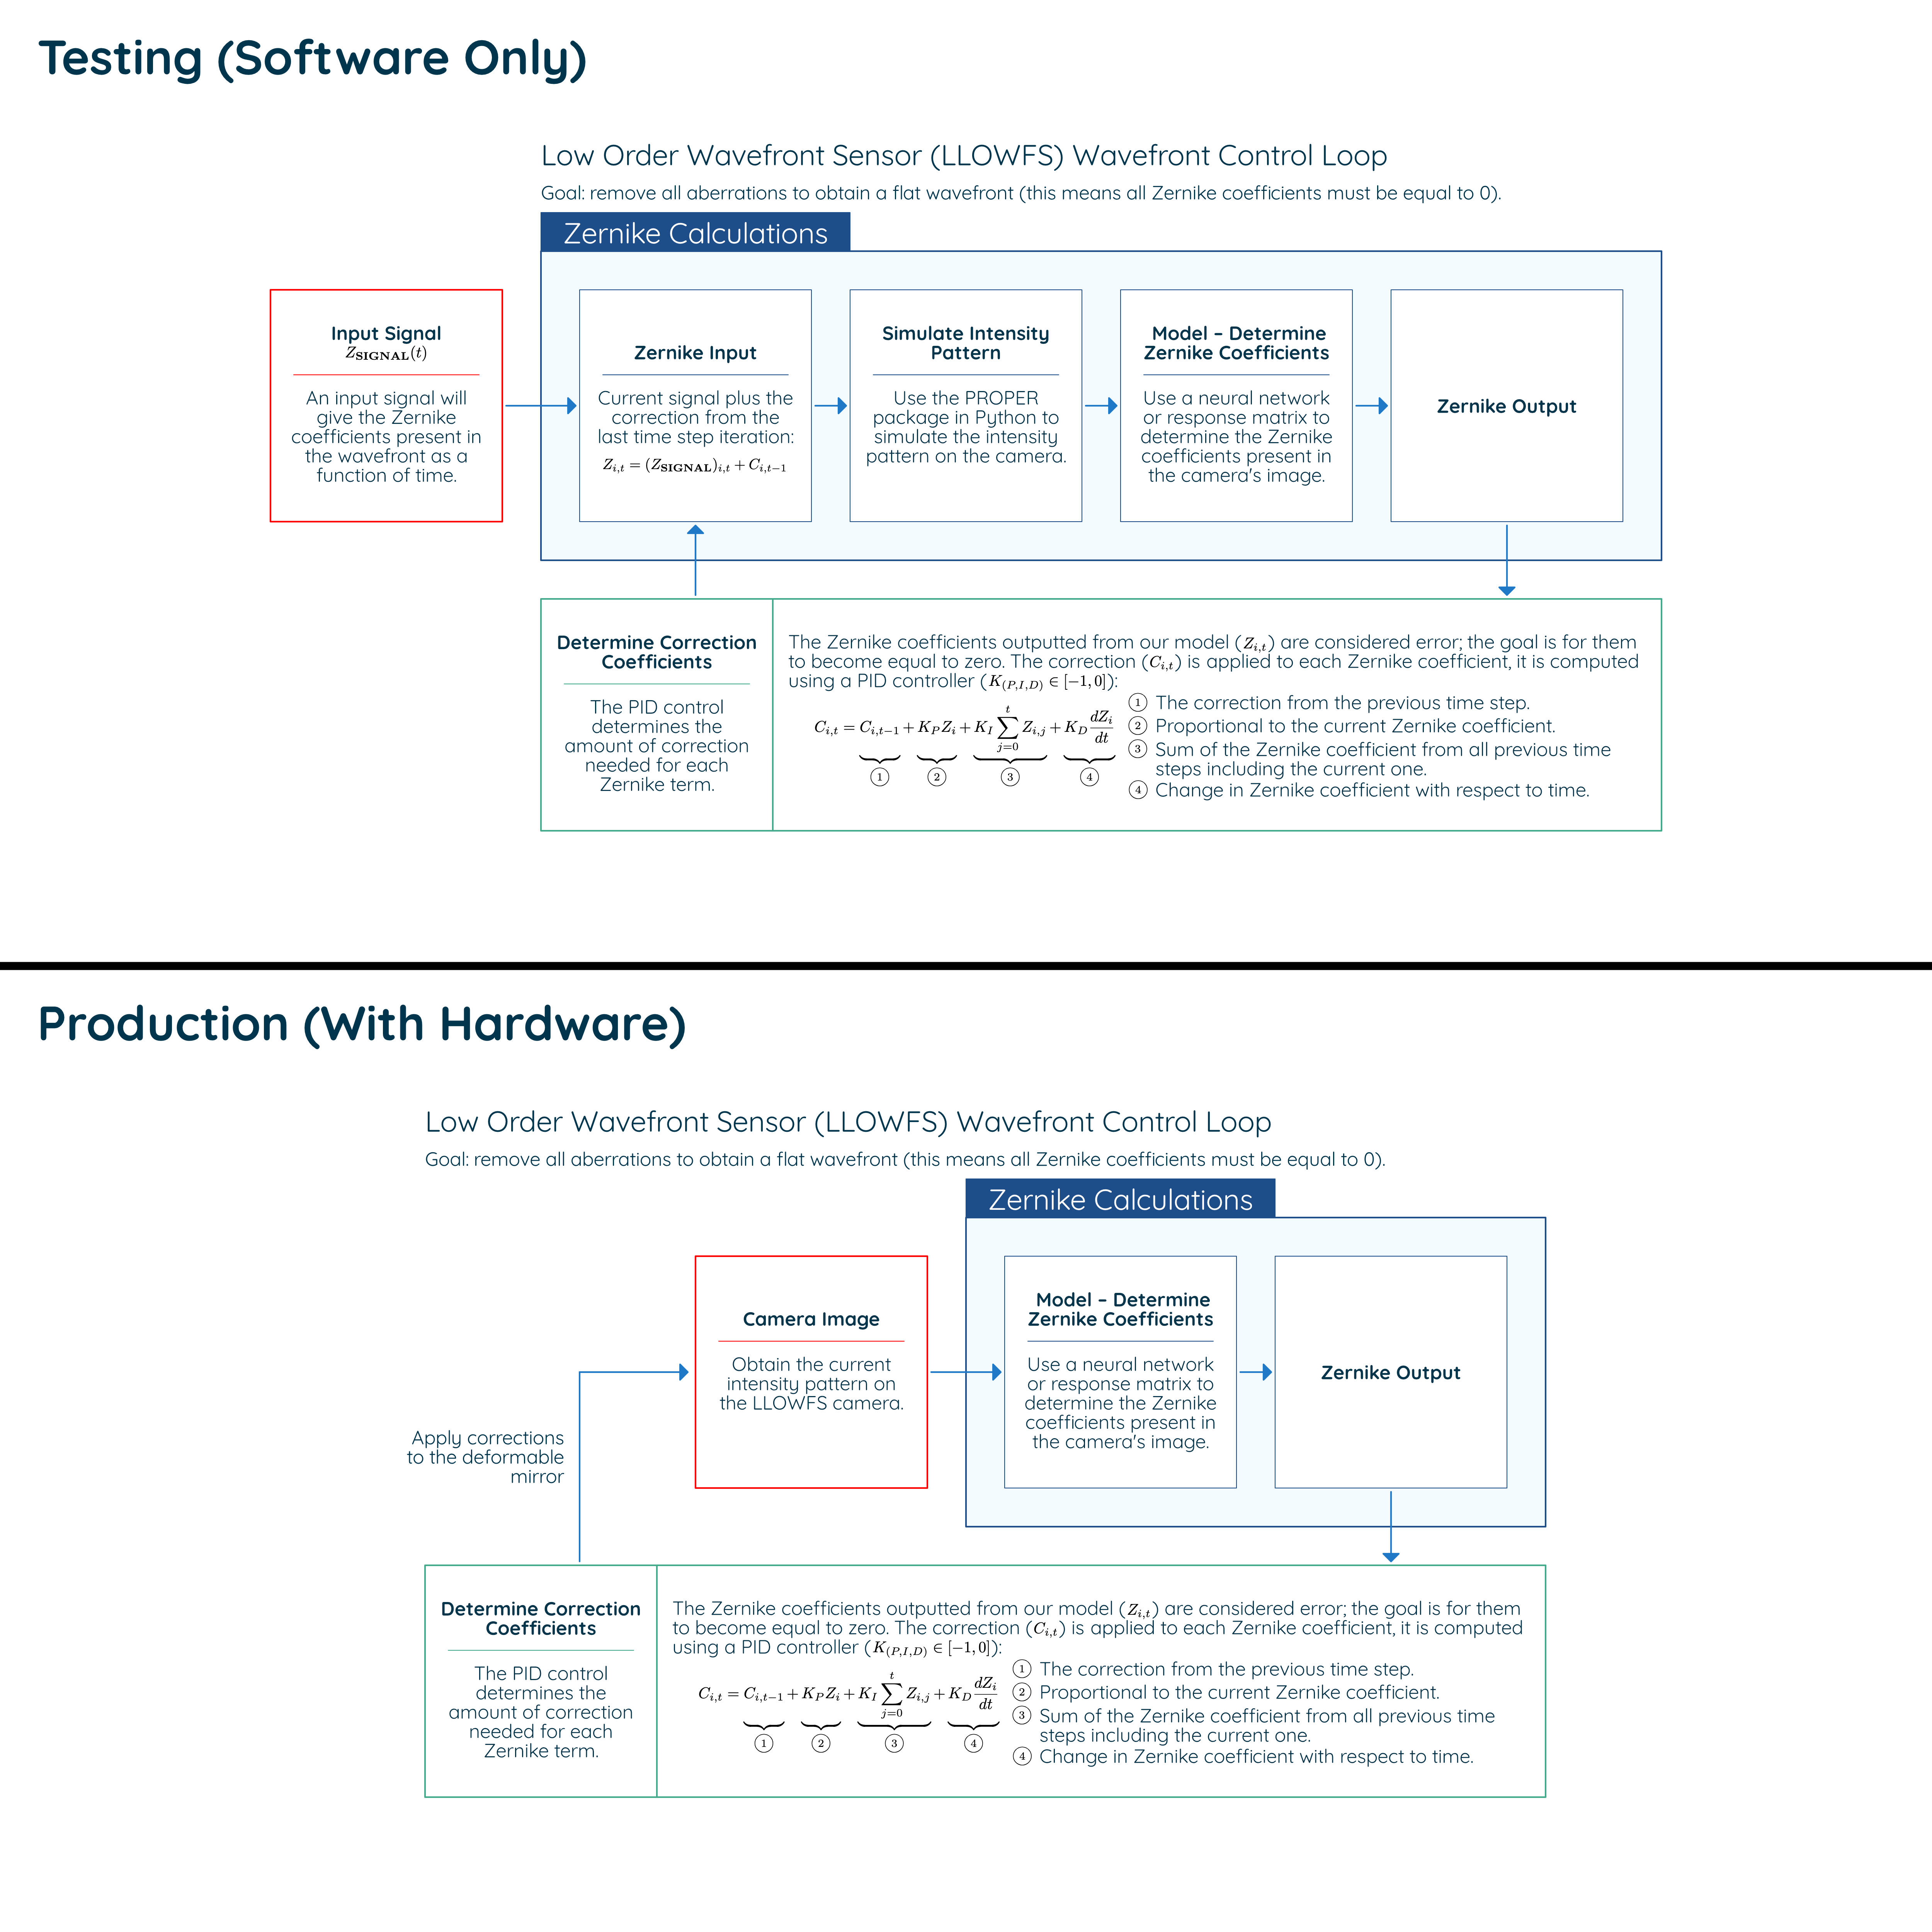 Testing (Software Only)
Low Order Wavefront Sensor (LLOWFS) Wavefront Control Loop
Goal: remove all aberrations to obtain a flat wavefront (this means all Zernike coefficients must be equal to 0).
Zernike Calculations
Input Signal
Z_SIGNAL(t)
An input signal will
give the Zernike
coefficients present in
the wavefront as a
function of time.
Zernike Input
Current signal plus the
correction from the
last time step iteration:
Z_{i,t} = (Z_SIGNAL)_{i,t} + C_{i,t−1}
Simulate Intensity
Pattern
Use the PROPER
package in Python to
simulate the intensity
pattern on the camera.
Model – Determine
Zernike Coefficients
Use a neural network
or response matrix to
determine the Zernike
coefficients present in
the camera's image.
Zernike Output
Determine Correction
Coefficients
The PID control
determines the
amount of correction
needed for each
Zernike term.
The Zernike coefficients outputted from our model (Z_{i,t}) are considered error; the goal is for them
to become equal to zero. The correction (C_{i,t}) is applied to each Zernike coefficient, it is computed
using a PID controller (K_{(P,I,D)} ∈ [−1, 0]):
C_{i,t} = C_{i,t−1} + K_P Z_i + K_I ∑_{j=0}^{t} Z_{i,j} + K_D dZ_i/dt
① ② ③ ④
① The correction from the previous time step.
② Proportional to the current Zernike coefficient.
③ Sum of the Zernike coefficient from all previous time
steps including the current one.
④ Change in Zernike coefficient with respect to time.
Production (With Hardware)
Low Order Wavefront Sensor (LLOWFS) Wavefront Control Loop
Goal: remove all aberrations to obtain a flat wavefront (this means all Zernike coefficients must be equal to 0).
Zernike Calculations
Camera Image
Obtain the current
intensity pattern on
the LLOWFS camera.
Model – Determine
Zernike Coefficients
Use a neural network
or response matrix to
determine the Zernike
coefficients present in
the camera's image.
Zernike Output
Apply corrections
to the deformable
mirror
Determine Correction
Coefficients
The PID control
determines the
amount of correction
needed for each
Zernike term.
The Zernike coefficients outputted from our model (Z_{i,t}) are considered error; the goal is for them
to become equal to zero. The correction (C_{i,t}) is applied to each Zernike coefficient, it is computed
using a PID controller (K_{(P,I,D)} ∈ [−1, 0]):
C_{i,t} = C_{i,t−1} + K_P Z_i + K_I ∑_{j=0}^{t} Z_{i,j} + K_D dZ_i/dt
① ② ③ ④
① The correction from the previous time step.
② Proportional to the current Zernike coefficient.
③ Sum of the Zernike coefficient from all previous time
steps including the current one.
④ Change in Zernike coefficient with respect to time.